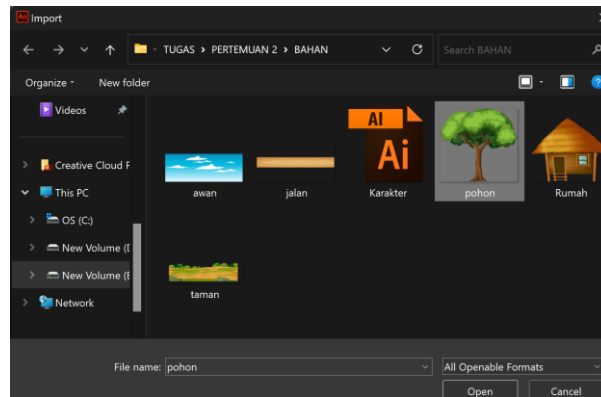 An Import
TUGAS > PERTEMUAN 2 > BAHAN
Search BAHAN
Organize
New folder
Videos
Creative Cloud F
This PC
OS (C:)
New Volume (
New Volume (
Network
AI
Ai
awan
jalan
Karakter
pohon
Rumah
taman
File name: pohon
All Openable Formats
Open
Cancel